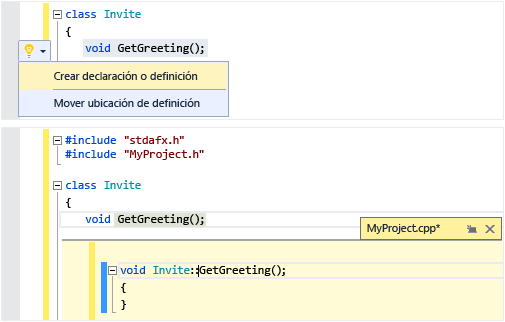 class Invite
{
void GetGreeting();
Crear declaración o definición
Mover ubicación de definición
#include "stdafx.h"
#include "MyProject.h"
class Invite
{
void GetGreeting();
MyProject.cpp*
void Invite::GetGreeting();
{
}